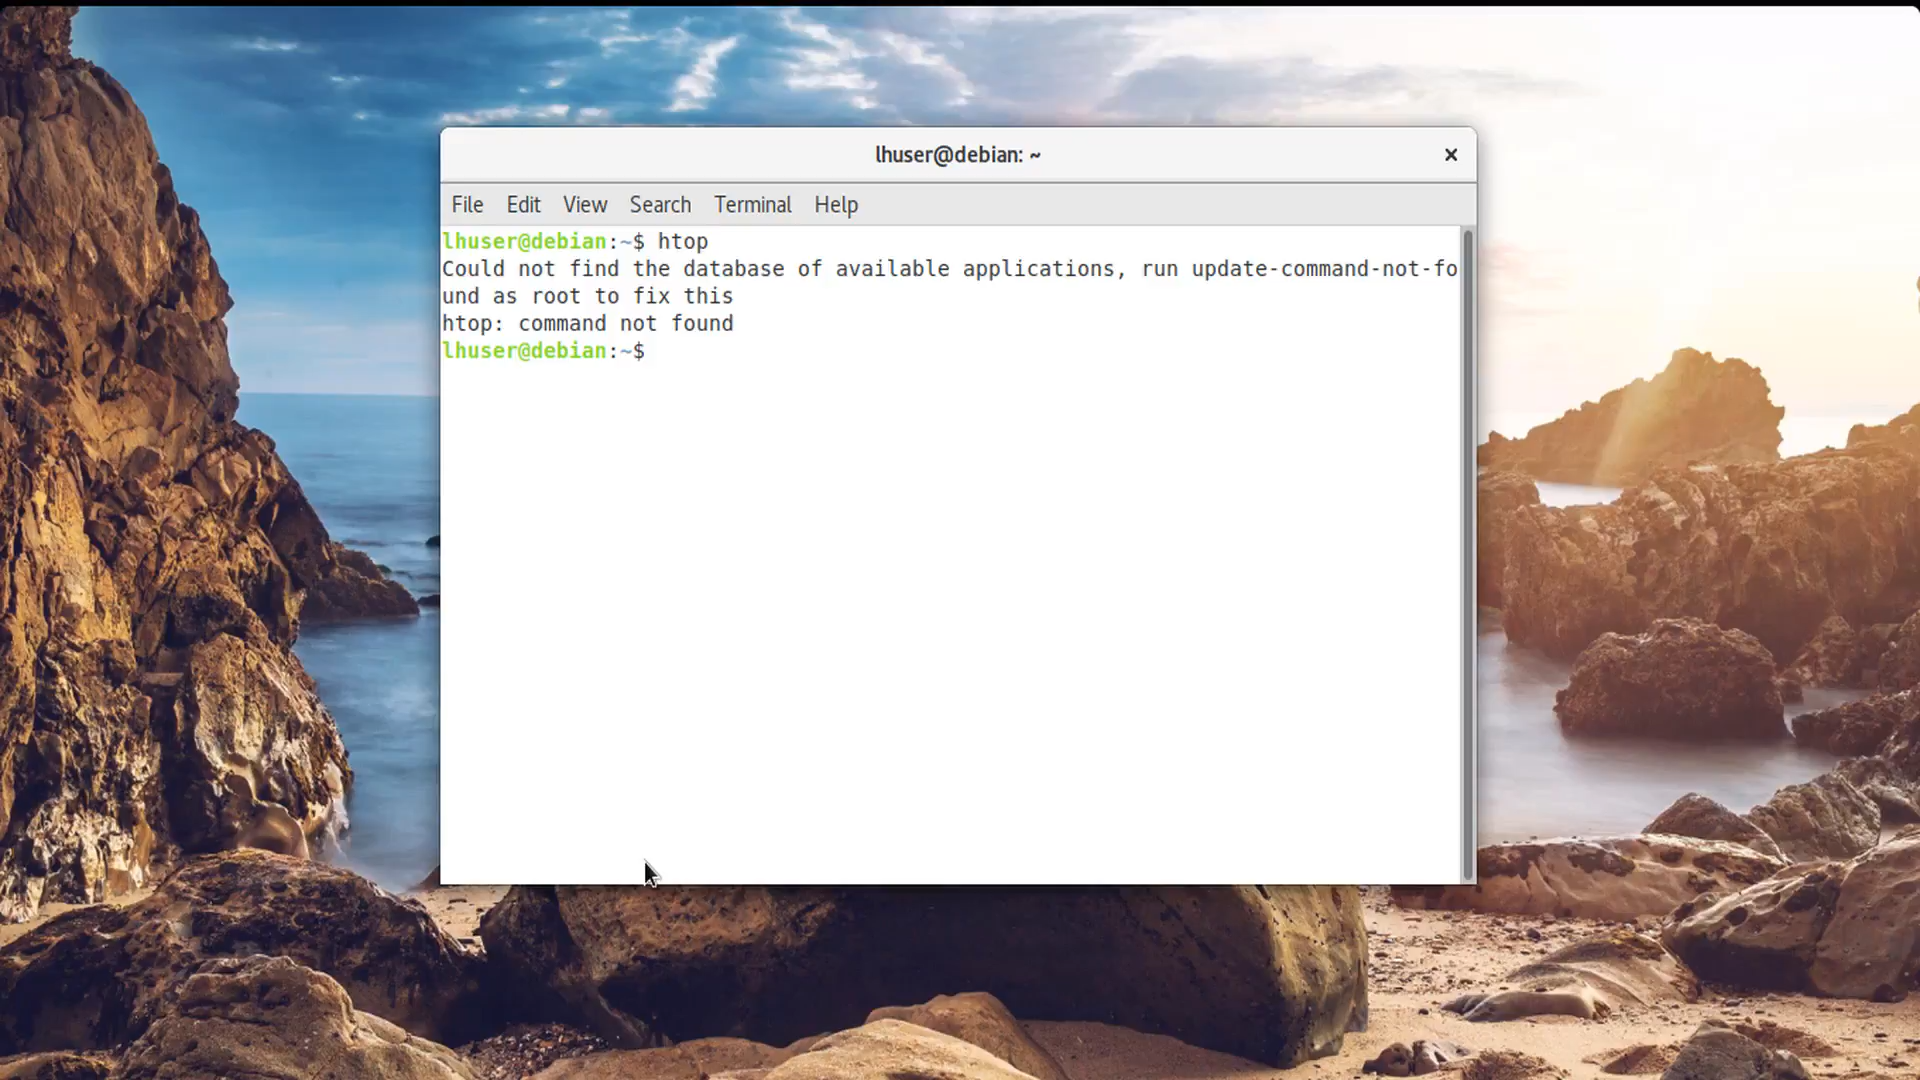 lhuser@debian: ~
File Edit View Search Terminal Help
lhuser@debian:~$ htop
Could not find the database of available applications, run update-command-not-fo
und as root to fix this
htop: command not found
lhuser@debian:~$